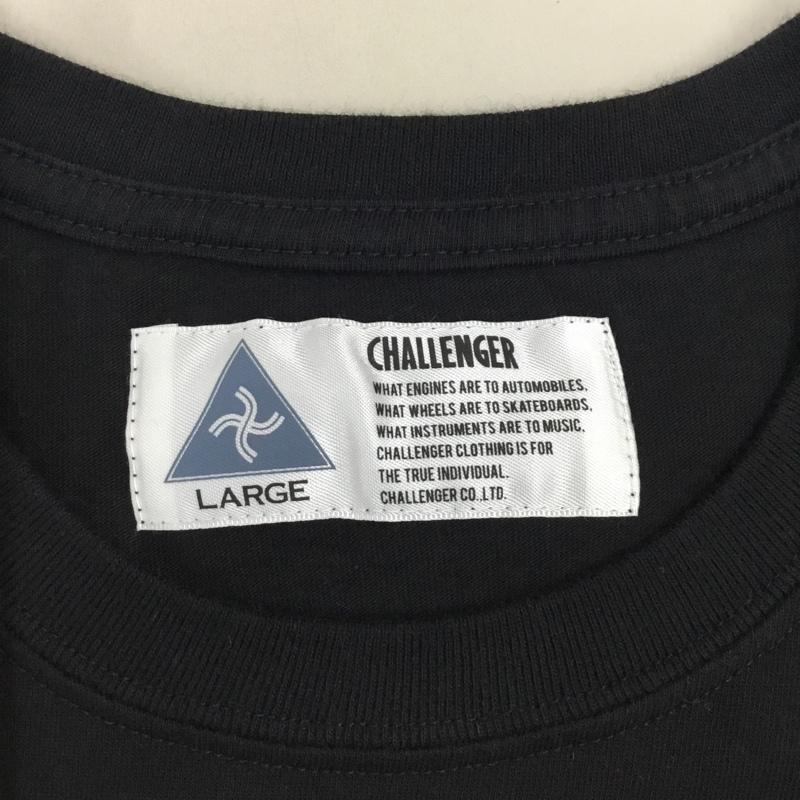 CHALLENGER
WHAT ENGINES ARE TO AUTOMOBILES,
WHAT WHEELS ARE TO SKATEBOARDS,
WHAT INSTRUMENTS ARE TO MUSIC,
CHALLENGER CLOTHING IS FOR
THE TRUE INDIVIDUAL.
CHALLENGER CO.,LTD.
LARGE